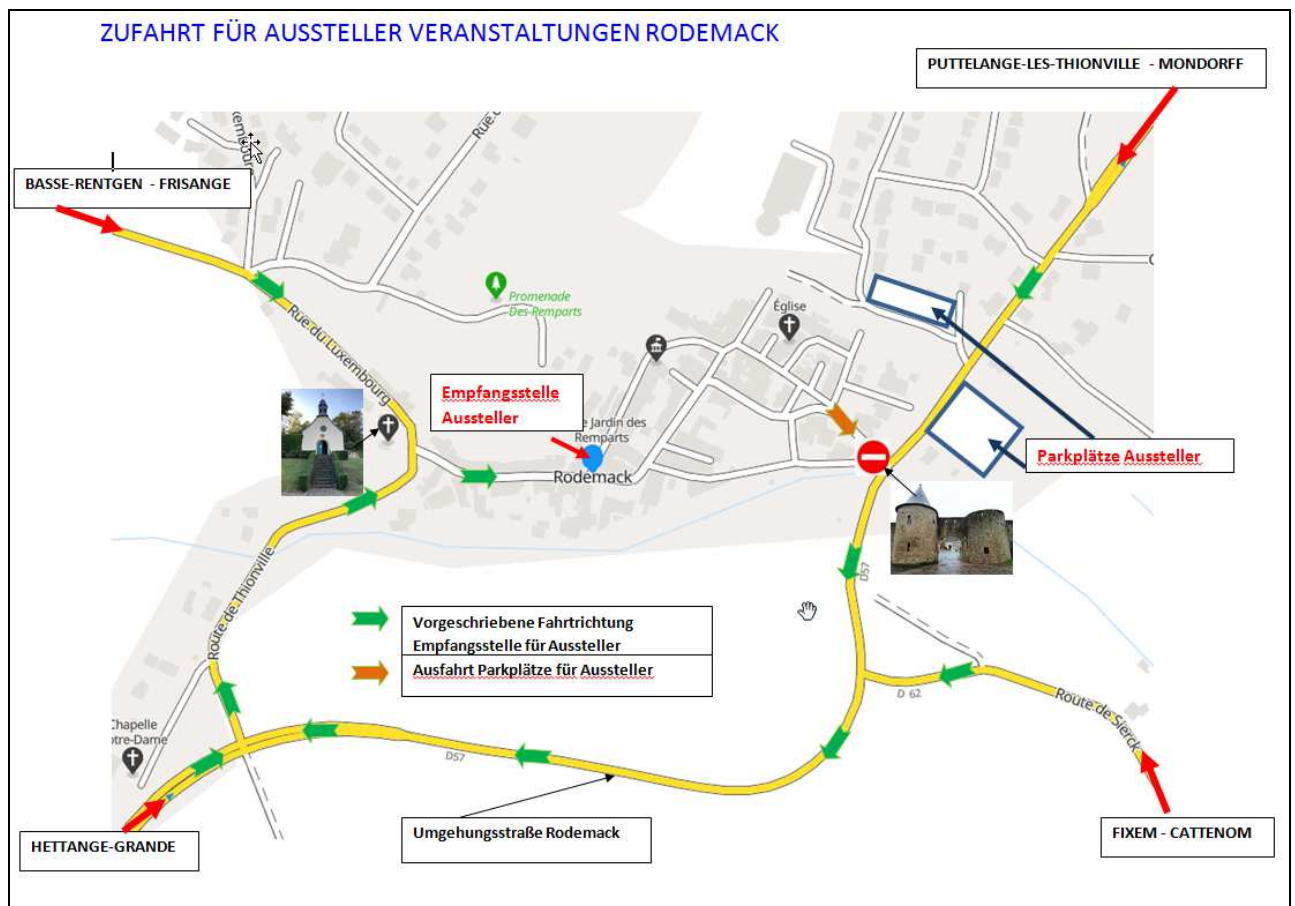 ZUFAHRT FÜR AUSSTELLER VERANSTALTUNGEN RODEMACK
PUTTELANGE-LES-THIONVILLE - MONDORFF
BASSE-RENTGEN - FRISANGE
Promenade
Des-Remparts
Église
Rue du Luxembourg
Empfangsstelle
Aussteller
Jardin des
Remparts
Rodemack
Parkplätze Aussteller
Route de Thionville
D57
Vorgeschriebene Fahrtrichtung
Empfangsstelle für Aussteller
Ausfahrt Parkplätze für Aussteller
D 62
Route de Sierck
Chapelle
otre-Dame
D57
Umgehungsstraße Rodemack
HETTANGE-GRANDE
FIXEM - CATTENOM